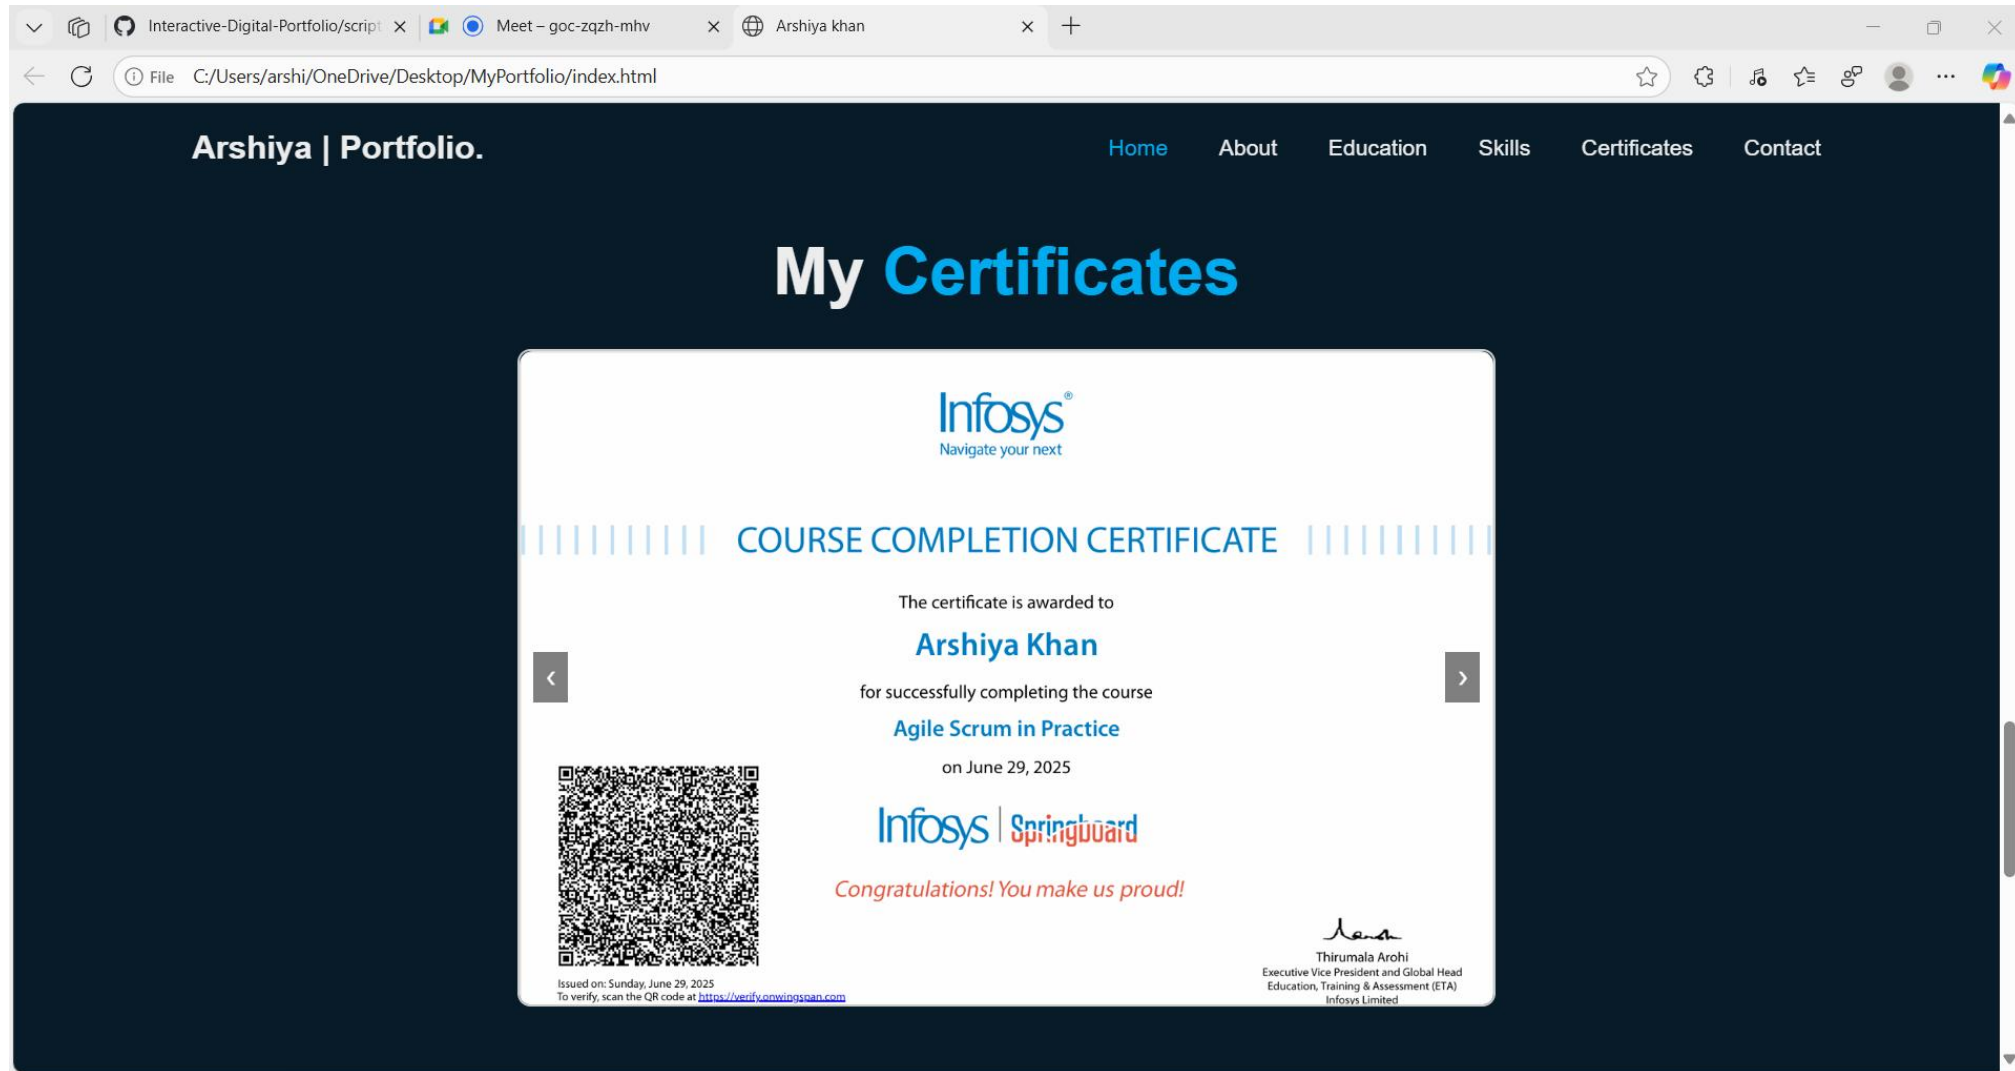 Interactive-Digital-Portfolio/script
Meet – goc-zqzh-mhv
Arshiya khan
File C:/Users/arshi/OneDrive/Desktop/MyPortfolio/index.html
Arshiya | Portfolio.
Home About Education Skills Certificates Contact
My Certificates
Infosys®
Navigate your next
COURSE COMPLETION CERTIFICATE
The certificate is awarded to
Arshiya Khan
for successfully completing the course
Agile Scrum in Practice
on June 29, 2025
Infosys | Springboard
Congratulations! You make us proud!
Issued on: Sunday, June 29, 2025
To verify, scan the QR code at https://verify.onwingspan.com
Thirumala Arohi
Executive Vice President and Global Head
Education, Training & Assessment (ETA)
Infosys Limited